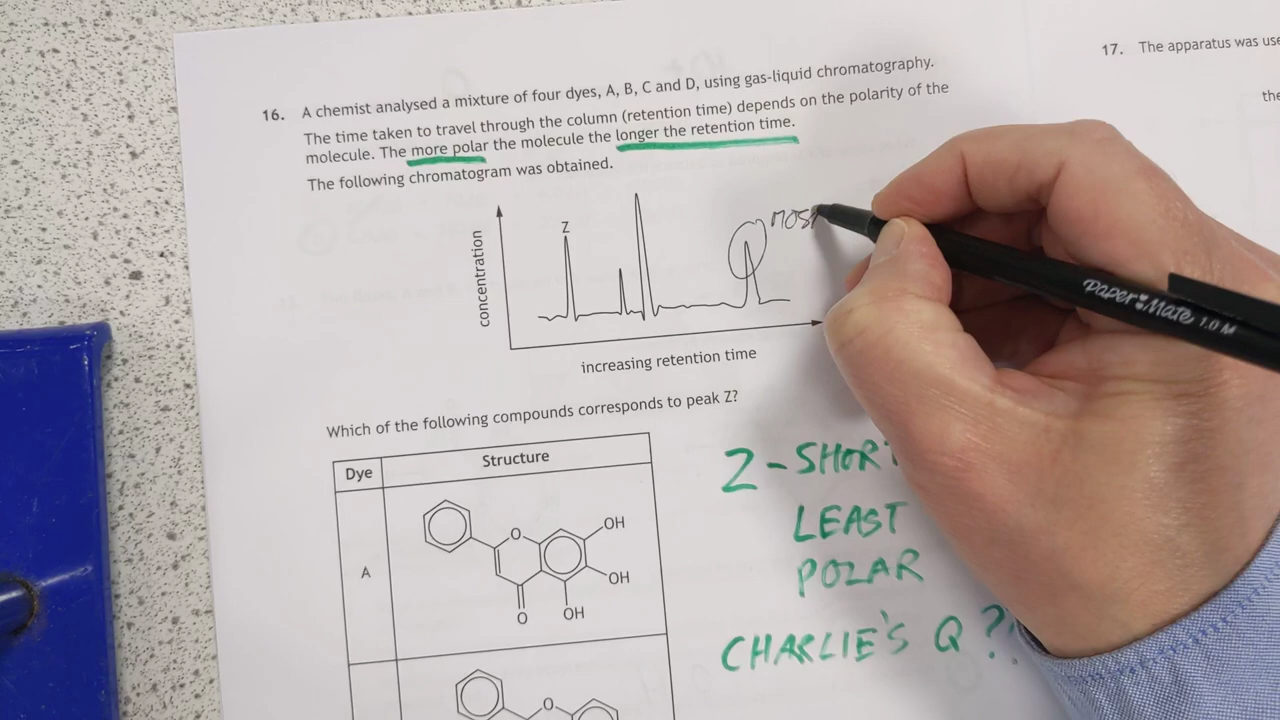 16. A chemist analysed a mixture of four dyes, A, B, C and D, using gas-liquid chromatography.
The time taken to travel through the column (retention time) depends on the polarity of the
molecule. The more polar the molecule the longer the retention time.
The following chromatogram was obtained.
Z
MOST
concentration
increasing retention time
Which of the following compounds corresponds to peak Z?
Dye Structure
A
O
OH
OH
OH
O
O
Z-SHORT
LEAST
POLAR
CHARLIE'S Q?
17. The apparatus was use
the
Paper Mate 1.0 M